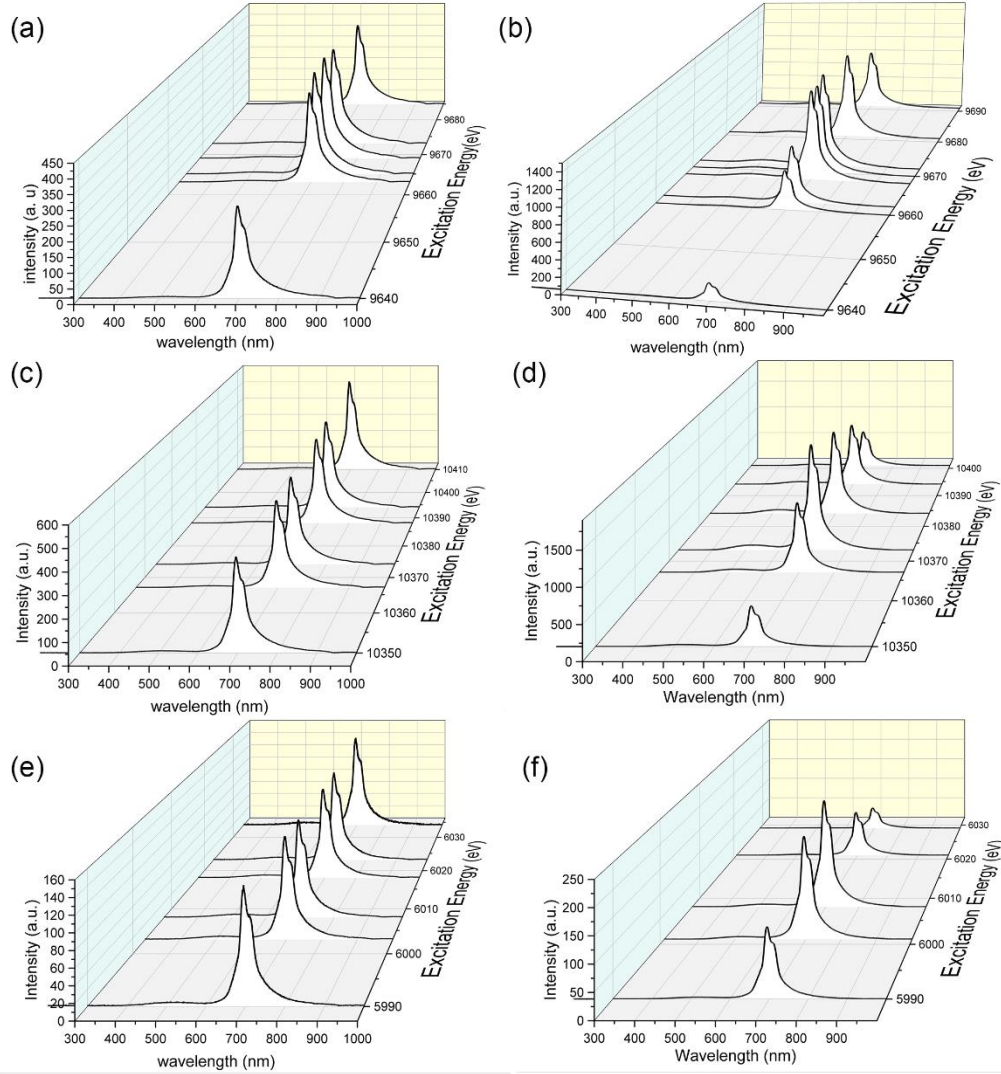 (a)
intensity (a. u)
450
400
350
300
250
200
150
100
50
0
300 400 500 600 700 800 900 1000
wavelength (nm)
9640
9650
9660
9670
9680
Excitation Energy(eV)
(b)
Intensity (a.u.)
1400
1200
1000
800
600
400
200
0
300 400 500 600 700 800 900
wavelength (nm)
9640
9650
9660
9670
9680
9690
Excitation Energy (eV)
(c)
Intensity (a.u.)
600
500
400
300
200
100
0
300 400 500 600 700 800 900 1000
wavelength (nm)
10350
10360
10370
10380
10390
10400
10410
Excitation Energy (eV)
(d)
Intensity (a.u.)
1500
1000
500
0
300 400 500 600 700 800 900
Wavelength (nm)
10350
10360
10370
10380
10390
10400
Excitation Energy (eV)
(e)
Intensity (a.u.)
160
140
120
100
80
60
40
20
0
300 400 500 600 700 800 900 1000
wavelength (nm)
5990
6000
6010
6020
6030
Excitation Energy (eV)
(f)
Intensity (a.u.)
250
200
150
100
50
0
300 400 500 600 700 800 900
Wavelength (nm)
5990
6000
6010
6020
6030
Excitation Energy (eV)